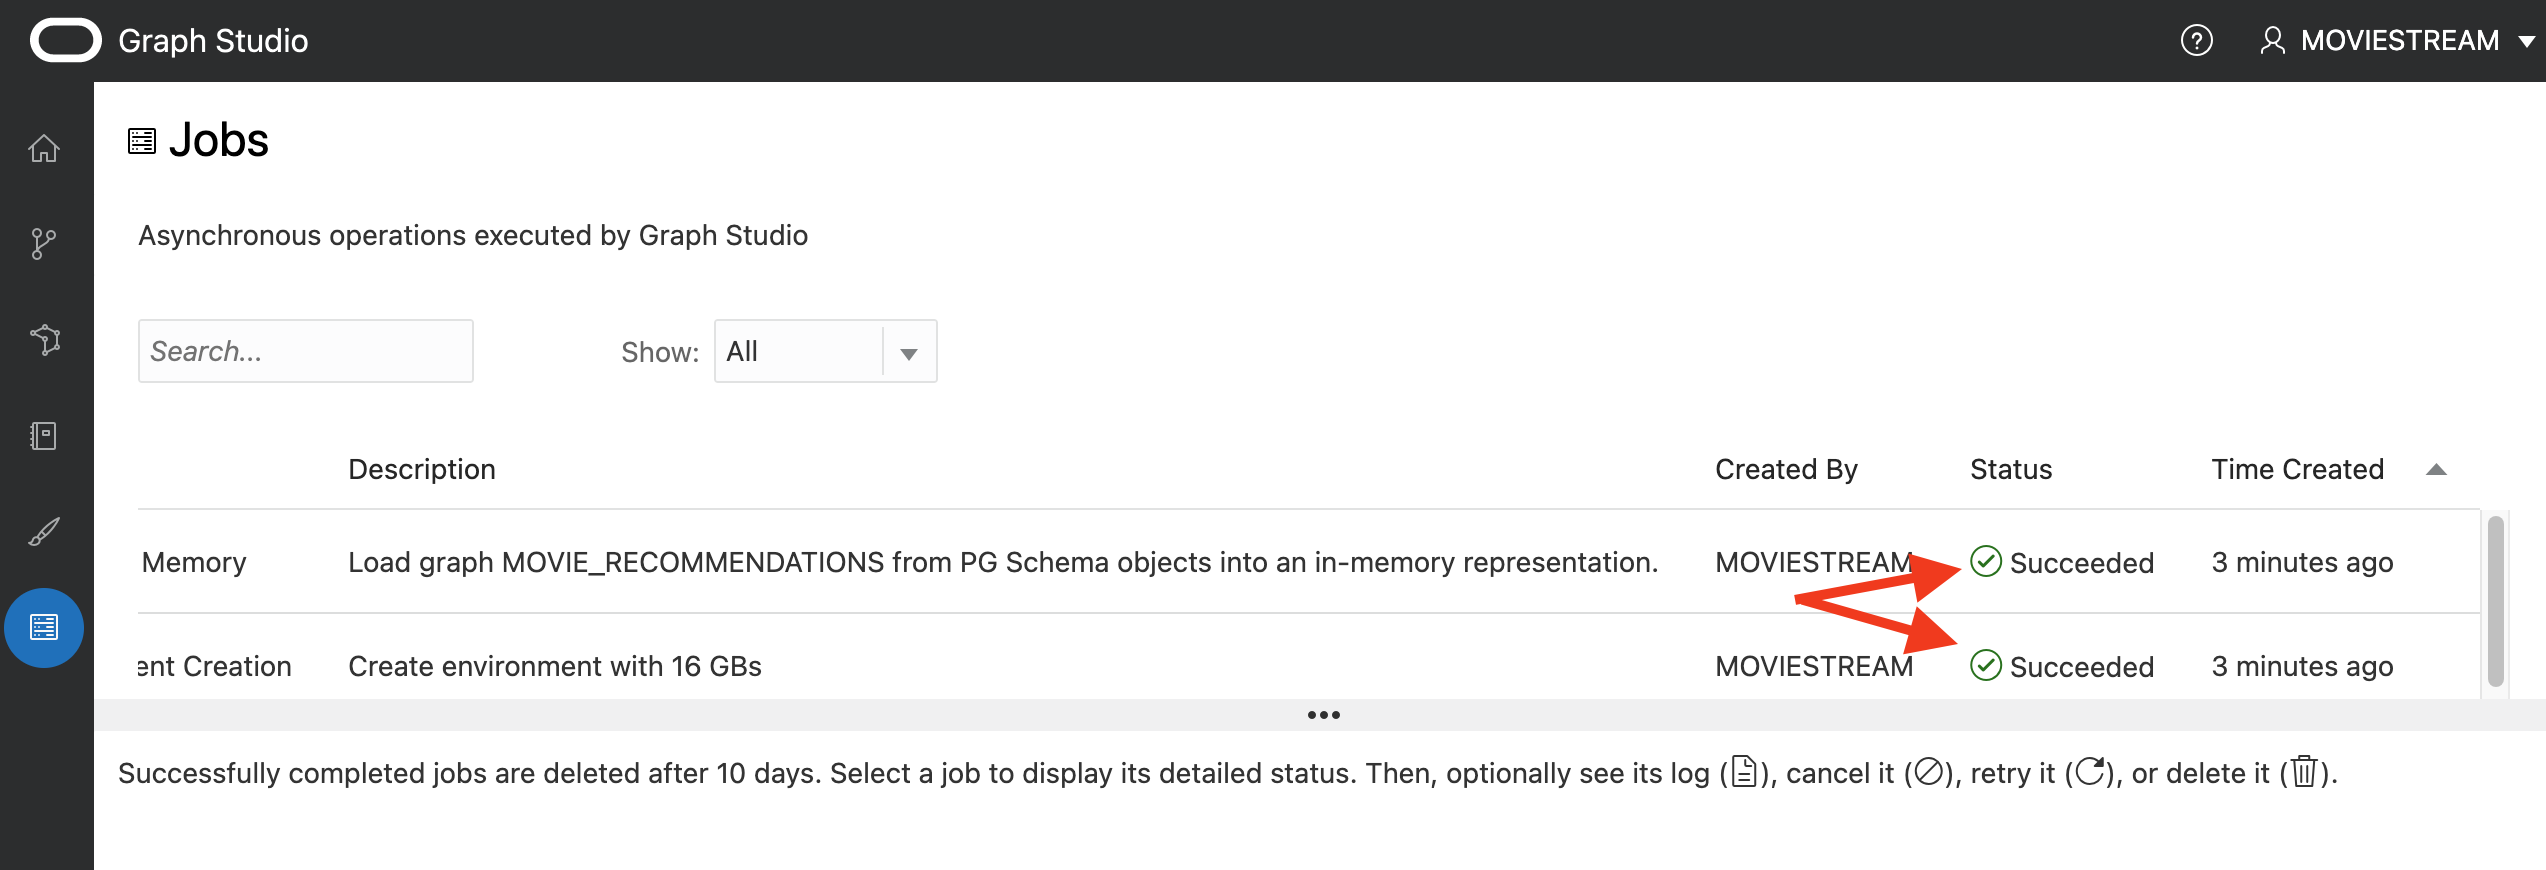 Graph Studio
MOVIESTREAM
Jobs
Asynchronous operations executed by Graph Studio
Search...
Show: All
Description Created By Status Time Created
Memory Load graph MOVIE_RECOMMENDATIONS from PG Schema objects into an in-memory representation. MOVIESTREAM Succeeded 3 minutes ago
ent Creation Create environment with 16 GBs MOVIESTREAM Succeeded 3 minutes ago
Successfully completed jobs are deleted after 10 days. Select a job to display its detailed status. Then, optionally see its log (), cancel it (), retry it (), or delete it ().